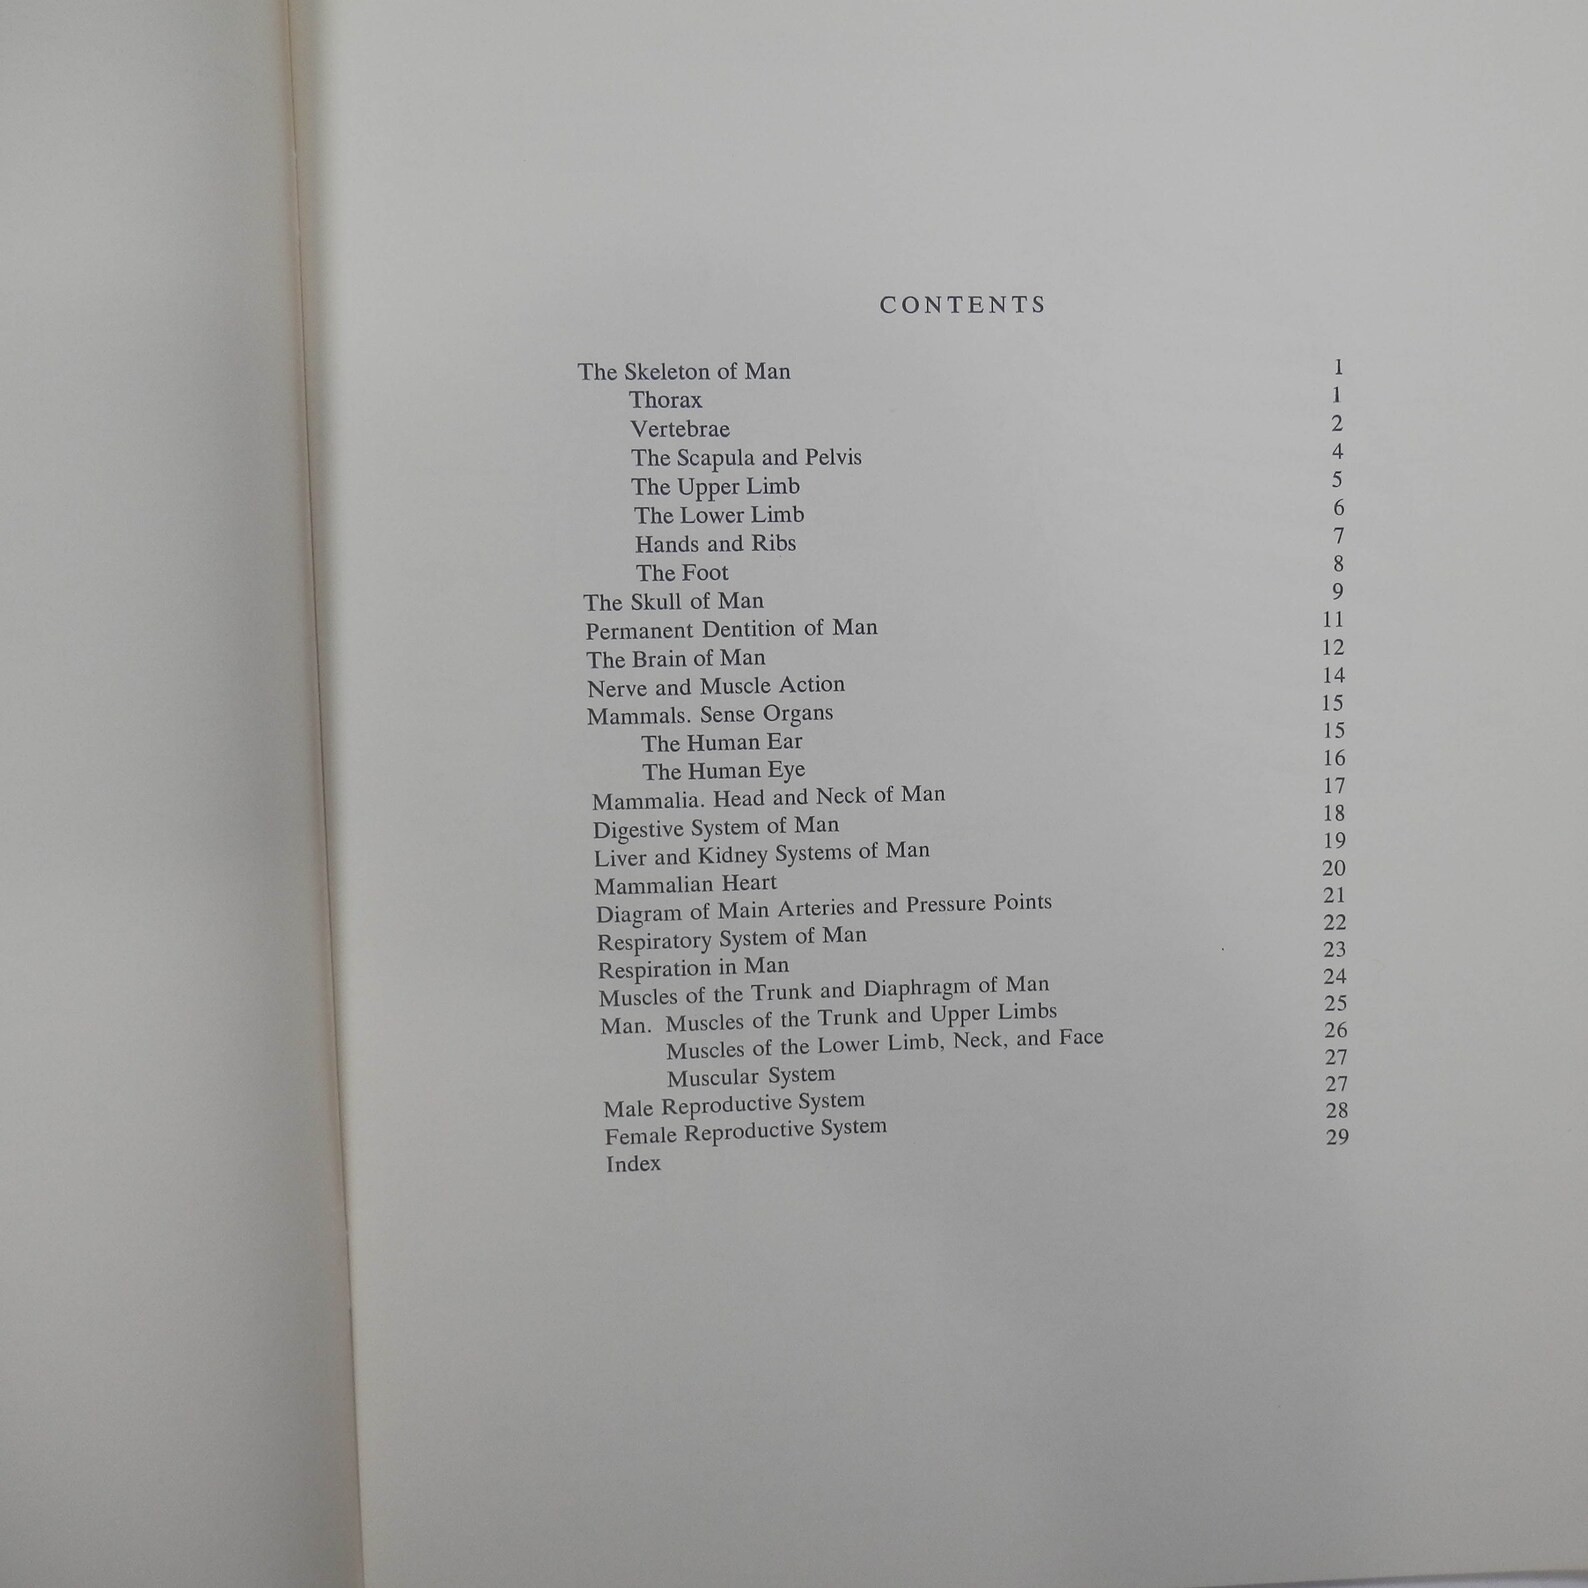 CONTENTS
The Skeleton of Man 1
Thorax 1
Vertebrae 2
The Scapula and Pelvis 4
The Upper Limb 5
The Lower Limb 6
Hands and Ribs 7
The Foot 8
The Skull of Man 9
Permanent Dentition of Man 11
The Brain of Man 12
Nerve and Muscle Action 14
Mammals. Sense Organs 15
The Human Ear 15
The Human Eye 16
Mammalia. Head and Neck of Man 17
Digestive System of Man 18
Liver and Kidney Systems of Man 19
Mammalian Heart 20
Diagram of Main Arteries and Pressure Points 21
Respiratory System of Man 22
Respiration in Man 23
Muscles of the Trunk and Diaphragm of Man 24
Man. Muscles of the Trunk and Upper Limbs 25
Muscles of the Lower Limb, Neck, and Face 26
Muscular System 27
Male Reproductive System 27
Female Reproductive System 28
Index 29